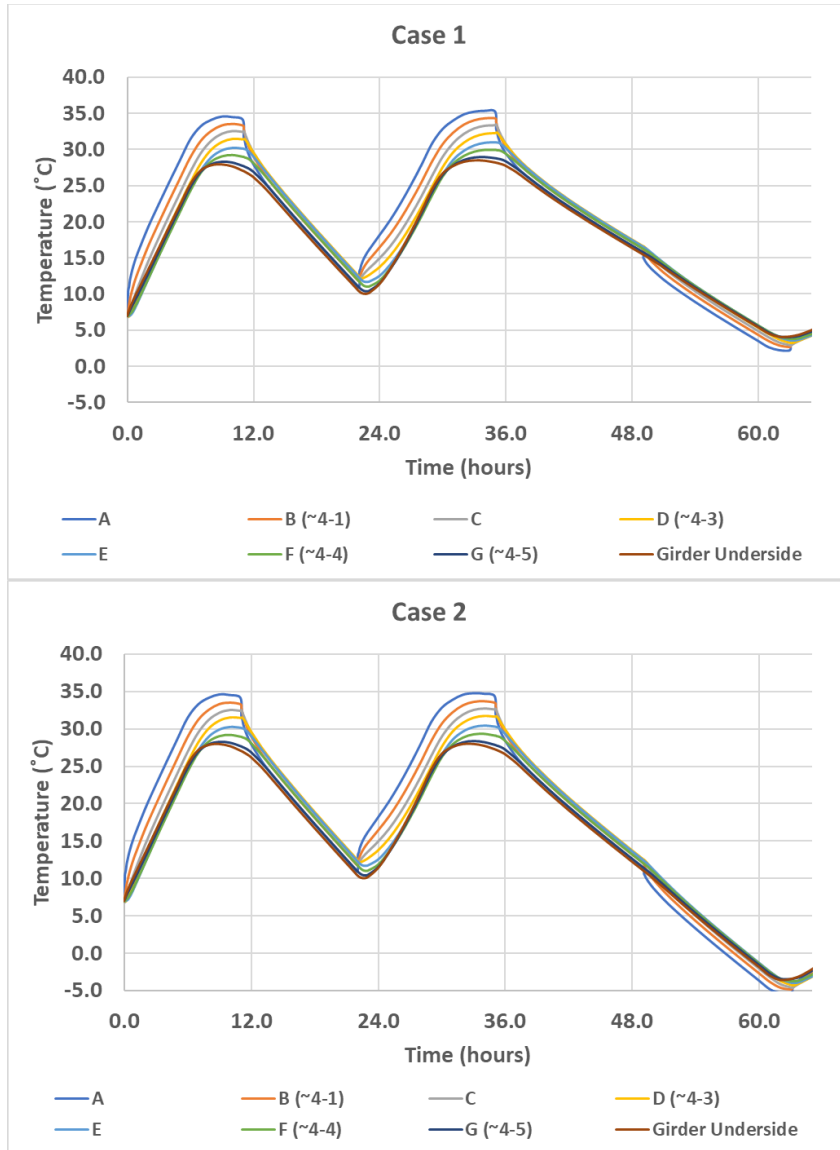 Case 1
40.0
35.0
30.0
25.0
20.0
15.0
10.0
5.0
0.0
-5.0
Temperature (˚C)
0.0 12.0 24.0 36.0 48.0 60.0
Time (hours)
A B (~4-1) C D (~4-3)
E F (~4-4) G (~4-5) Girder Underside
Case 2
40.0
35.0
30.0
25.0
20.0
15.0
10.0
5.0
0.0
-5.0
Temperature (˚C)
0.0 12.0 24.0 36.0 48.0 60.0
Time (hours)
A B (~4-1) C D (~4-3)
E F (~4-4) G (~4-5) Girder Underside